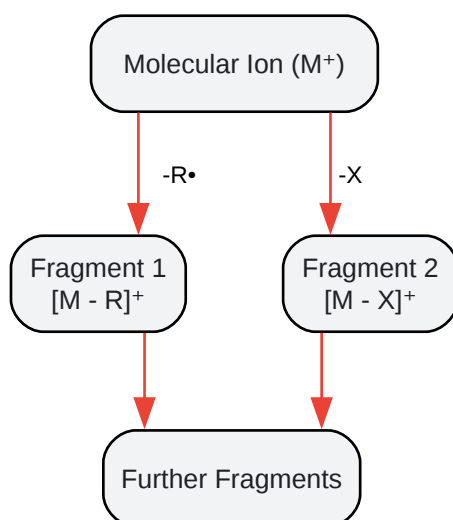 Molecular Ion (M⁺)
-R•
-X
Fragment 1
[M - R]⁺
Fragment 2
[M - X]⁺
Further Fragments